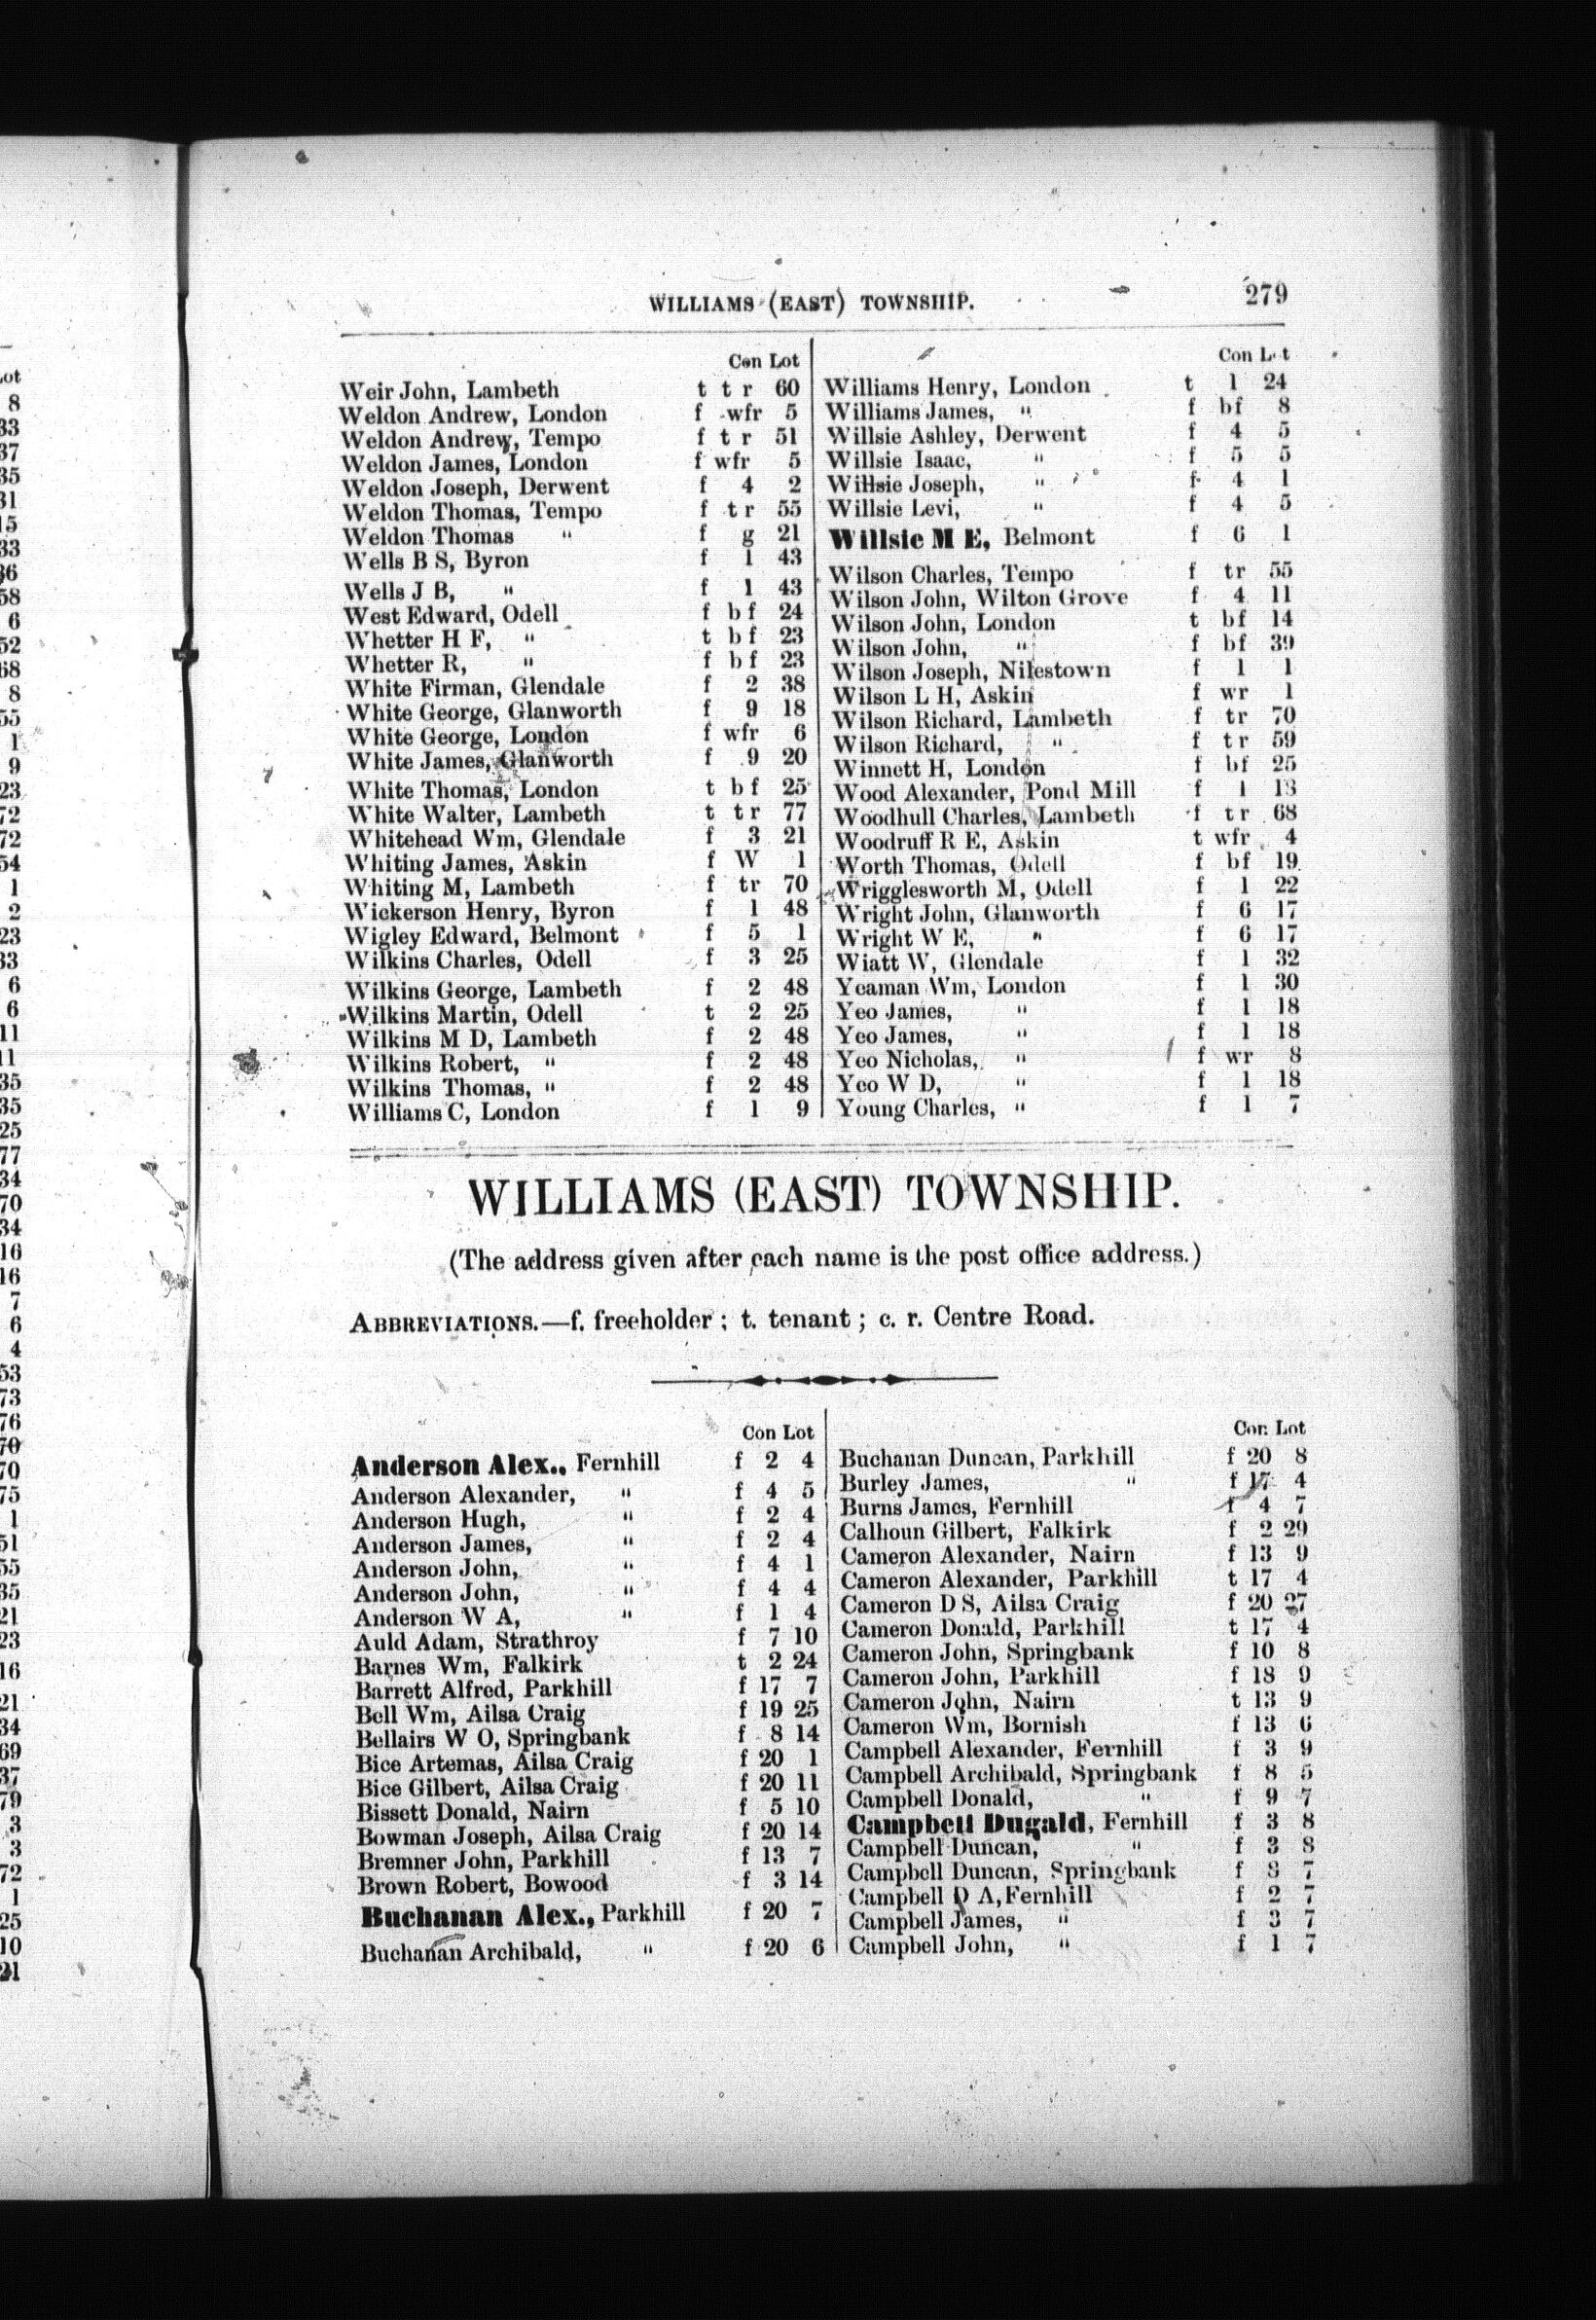 WILLIAMS (EAST) TOWNSHIP. 279
Con Lot
Weir John, Lambeth t t r 60
Weldon Andrew, London f wfr 5
Weldon Andrew, Tempo f t r 51
Weldon James, London f wfr 5
Weldon Joseph, Derwent f 4 2
Weldon Thomas, Tempo f t r 55
Weldon Thomas " f g 21
Wells B S, Byron f 1 43
Wells J B, " f 1 43
West Edward, Odell f b f 24
Whetter H F, " t b f 23
Whetter R, " f b f 23
White Firman, Glendale f 2 38
White George, Glanworth f 9 18
White George, London f wfr 6
White James, Glanworth f 9 20
White Thomas, London t b f 25
White Walter, Lambeth t t r 77
Whitehead Wm, Glendale f 3 21
Whiting James, Askin f W 1
Whiting M, Lambeth f tr 70
Wickerson Henry, Byron f 1 48
Wigley Edward, Belmont f 5 1
Wilkins Charles, Odell f 3 25
Wilkins George, Lambeth f 2 48
Wilkins Martin, Odell t 2 25
Wilkins M D, Lambeth f 2 48
Wilkins Robert, " f 2 48
Wilkins Thomas, " f 2 48
Williams C, London f 1 9
Con Lot
Williams Henry, London t 1 24
Williams James, " f bf 8
Willsie Ashley, Derwent f 4 5
Willsie Isaac, " f 5 5
Willsie Joseph, " f 4 1
Willsie Levi, " f 4 5
Willsie M E, Belmont f 6 1
Wilson Charles, Tempo f tr 55
Wilson John, Wilton Grove f 4 11
Wilson John, London t bf 14
Wilson John, " f bf 39
Wilson Joseph, Nilestown f 1 1
Wilson L H, Askin f wr 1
Wilson Richard, Lambeth f tr 70
Wilson Richard, " f t r 59
Winnett H, London f bf 25
Wood Alexander, Pond Mill f 1 13
Woodhull Charles, Lambeth f t r 68
Woodruff R E, Askin t wfr 4
Worth Thomas, Odell f bf 19
Wrigglesworth M, Odell f 1 22
Wright John, Glanworth f 6 17
Wright W E, " f 6 17
Wiatt W, Glendale f 1 32
Yeaman Wm, London f 1 30
Yeo James, " f 1 18
Yeo James, " f 1 18
Yeo Nicholas, " f wr 8
Yeo W D, " f 1 18
Young Charles, " f 1 7
WILLIAMS (EAST) TOWNSHIP.
(The address given after each name is the post office address.)
ABBREVIATIONS.—f. freeholder; t. tenant; c. r. Centre Road.
Con Lot
Anderson Alex., Fernhill f 2 4
Anderson Alexander, " f 4 5
Anderson Hugh, " f 2 4
Anderson James, " f 2 4
Anderson John, " f 4 1
Anderson John, " f 4 4
Anderson W A, " f 1 4
Auld Adam, Strathroy f 7 10
Barnes Wm, Falkirk t 2 24
Barrett Alfred, Parkhill f 17 7
Bell Wm, Ailsa Craig f 19 25
Bellairs W O, Springbank f 8 14
Bice Artemas, Ailsa Craig f 20 1
Bice Gilbert, Ailsa Craig f 20 11
Bissett Donald, Nairn f 5 10
Bowman Joseph, Ailsa Craig f 20 14
Bremner John, Parkhill f 13 7
Brown Robert, Bowood f 3 14
Buchanan Alex., Parkhill f 20 7
Buchanan Archibald, " f 20 6
Con Lot
Buchanan Duncan, Parkhill f 20 8
Burley James, " f 17 4
Burns James, Fernhill f 4 7
Calhoun Gilbert, Falkirk f 2 29
Cameron Alexander, Nairn f 13 9
Cameron Alexander, Parkhill t 17 4
Cameron D S, Ailsa Craig f 20 27
Cameron Donald, Parkhill t 17 4
Cameron John, Springbank f 10 8
Cameron John, Parkhill f 18 9
Cameron John, Nairn t 13 9
Cameron Wm, Bornish f 13 6
Campbell Alexander, Fernhill f 3 9
Campbell Archibald, Springbank f 8 5
Campbell Donald, " f 9 7
Campbell Dugald, Fernhill f 3 8
Campbell Duncan, " f 3 8
Campbell Duncan, Springbank f 8 7
Campbell D A, Fernhill f 2 7
Campbell James, " f 3 7
Campbell John, " f 1 7